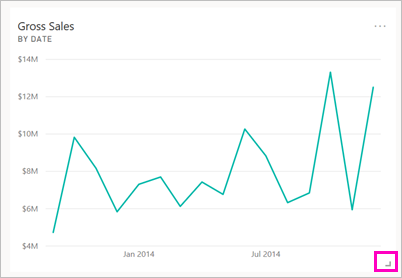 Gross Sales
BY DATE
$14M
$12M
$10M
$8M
$6M
$4M
Jan 2014 Jul 2014